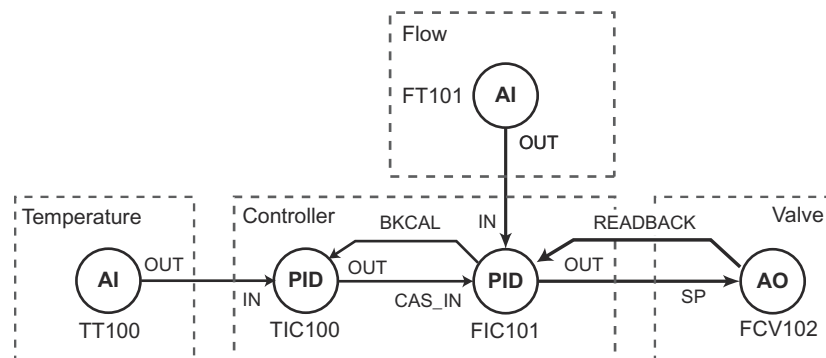 Flow
FT101
AI
OUT
Temperature
Controller
BKCAL
IN
READBACK
Valve
AI
OUT
IN
PID
OUT
CAS_IN
PID
OUT
SP
AO
TT100
TIC100
FIC101
FCV102